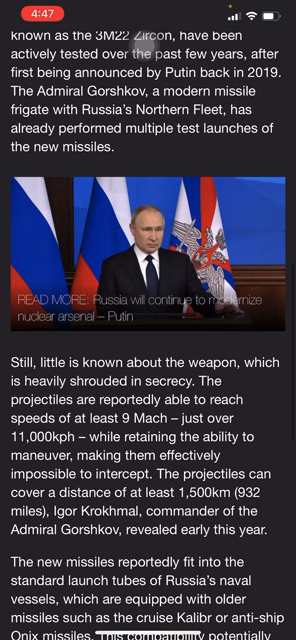 4:47
known as the 3M22 Zircon, have been
actively tested over the past few years, after
first being announced by Putin back in 2019.
The Admiral Gorshkov, a modern missile
frigate with Russia's Northern Fleet, has
already performed multiple test launches of
the new missiles.
READ MORE: Russia will continue to modernize
nuclear arsenal – Putin
Still, little is known about the weapon, which
is heavily shrouded in secrecy. The
projectiles are reportedly able to reach
speeds of at least 9 Mach – just over
11,000kph – while retaining the ability to
maneuver, making them effectively
impossible to intercept. The projectiles can
cover a distance of at least 1,500km (932
miles), Igor Krokhmal, commander of the
Admiral Gorshkov, revealed early this year.
The new missiles reportedly fit into the
standard launch tubes of Russia's naval
vessels, which are equipped with older
missiles such as the cruise Kalibr or anti-ship
Onix missiles. This compatibility potentially